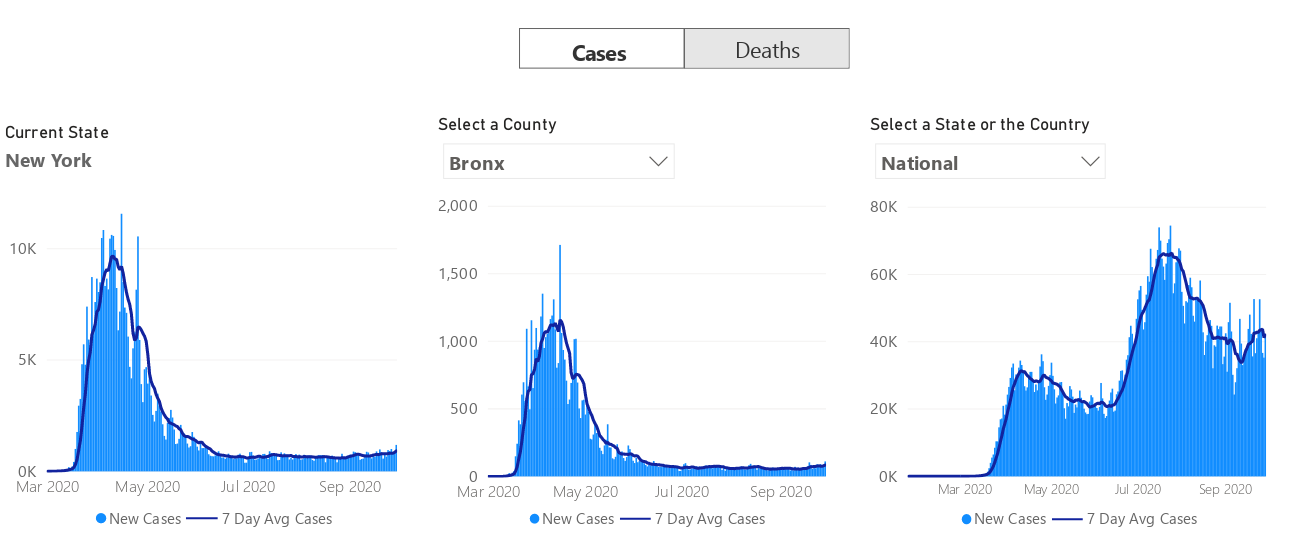 Cases Deaths
Current State
New York
10K
5K
0K
Mar 2020 May 2020 Jul 2020 Sep 2020
New Cases 7 Day Avg Cases
Select a County
Bronx
2,000
1,500
1,000
500
0
Mar 2020 May 2020 Jul 2020 Sep 2020
New Cases 7 Day Avg Cases
Select a State or the Country
National
80K
60K
40K
20K
0K
Mar 2020 May 2020 Jul 2020 Sep 2020
New Cases 7 Day Avg Cases